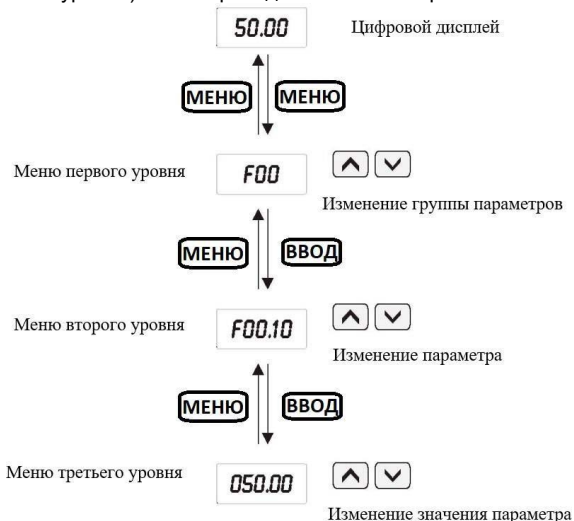 50.00 Цифровой дисплей
МЕНЮ МЕНЮ
Меню первого уровня F00
Изменение группы параметров
МЕНЮ ВВОД
Меню второго уровня F00.10
Изменение параметра
МЕНЮ ВВОД
Меню третьего уровня 050.00
Изменение значения параметра